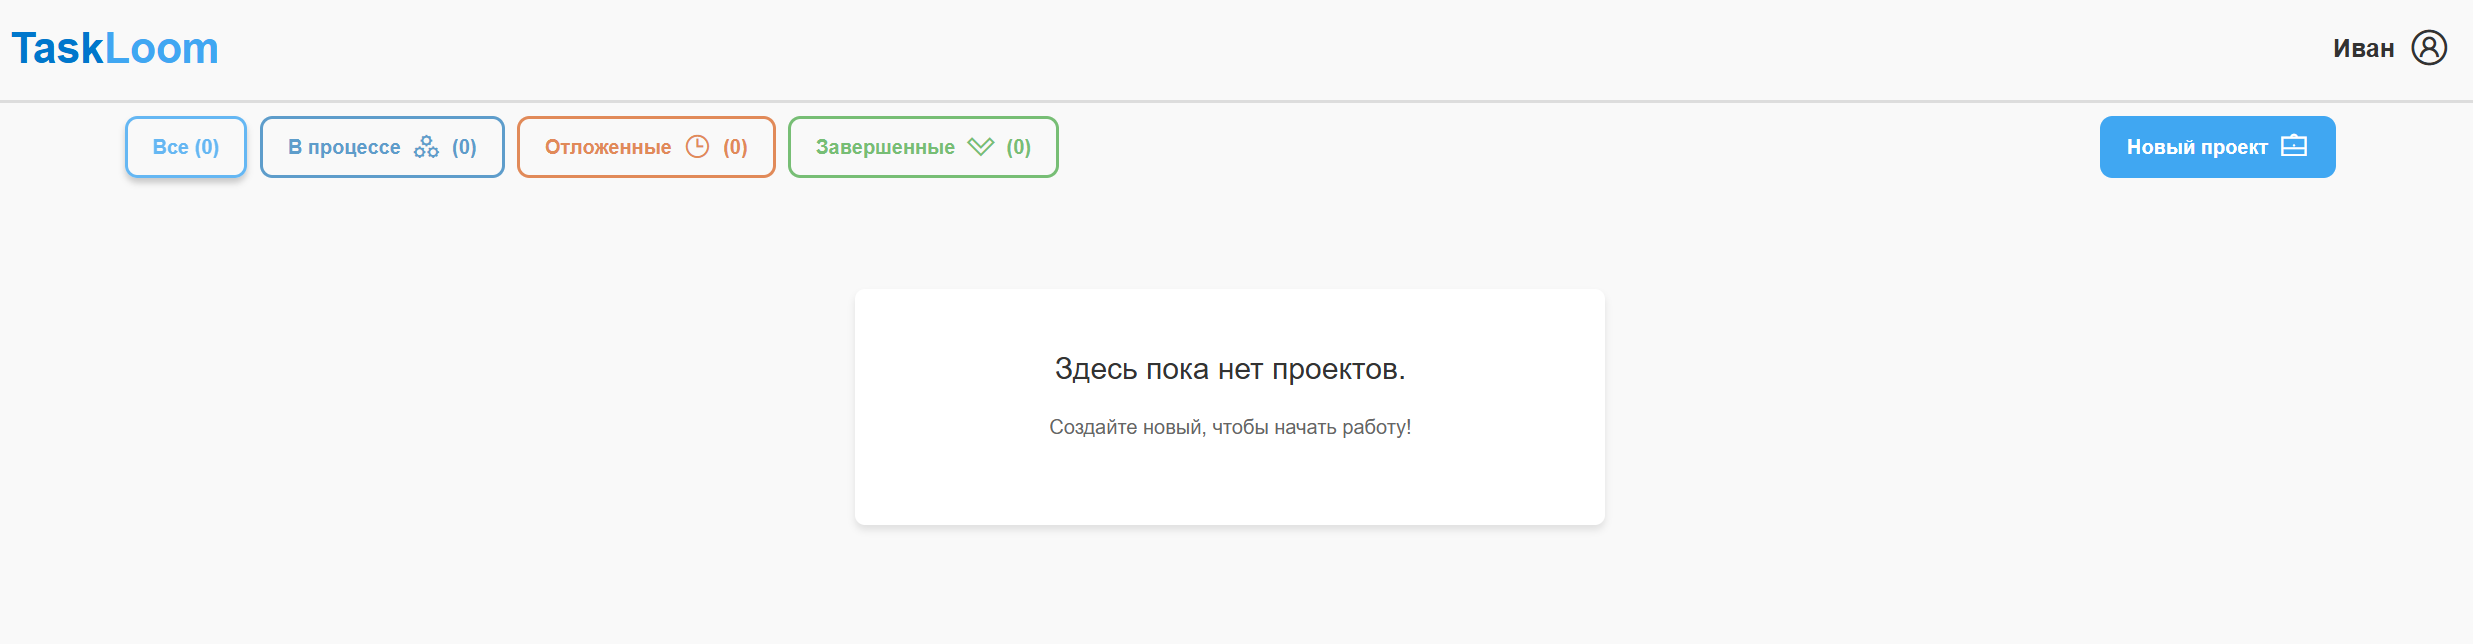 TaskLoom
Иван
Все (0)
В процессе (0)
Отложенные (0)
Завершенные (0)
Новый проект
Здесь пока нет проектов.
Создайте новый, чтобы начать работу!